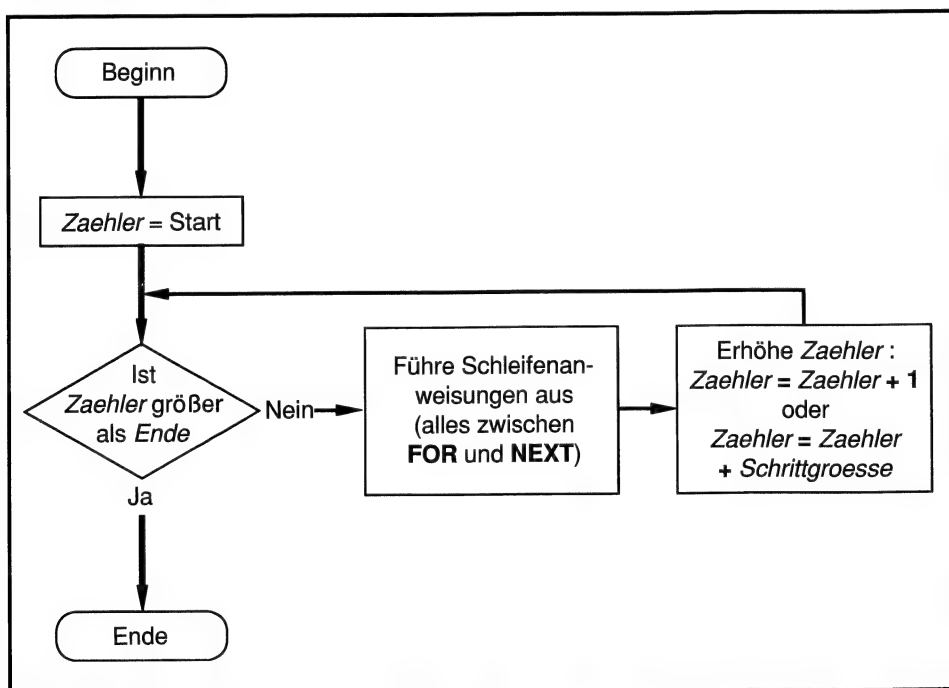 Beginn
Zaehler = Start
Ist
Zaehler größer
als Ende
Nein
Ja
Führe Schleifenan-
weisungen aus
(alles zwischen
FOR und NEXT)
Erhöhe Zaehler :
Zaehler = Zaehler + 1
oder
Zaehler = Zaehler
+ Schrittgroesse
Ende